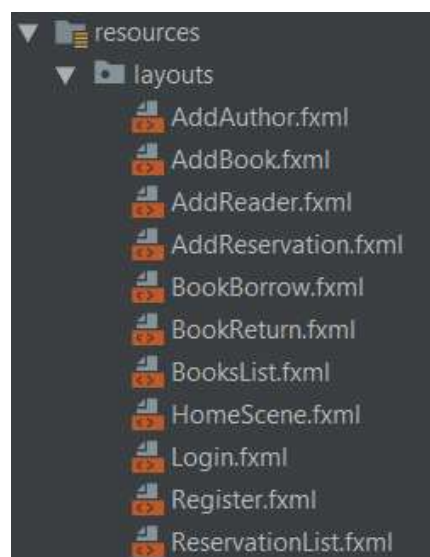 resources
layouts
AddAuthor.fxml
AddBook.fxml
AddReader.fxml
AddReservation.fxml
BookBorrow.fxml
BookReturn.fxml
BooksList.fxml
HomeScene.fxml
Login.fxml
Register.fxml
ReservationList.fxml